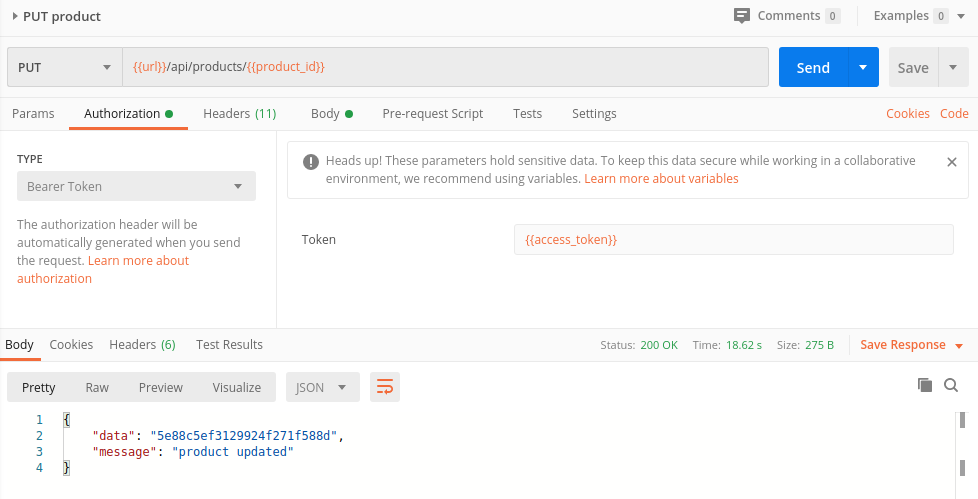 PUT product
Comments 0 Examples 0
PUT {{url}}/api/products/{{product_id}} Send Save
Params Authorization Headers (11) Body Pre-request Script Tests Settings Cookies Code
TYPE
Bearer Token
The authorization header will be
automatically generated when you send
the request. Learn more about
authorization
Heads up! These parameters hold sensitive data. To keep this data secure while working in a collaborative
environment, we recommend using variables. Learn more about variables
Token {{access_token}}
Body Cookies Headers (6) Test Results Status: 200 OK Time: 18.62 s Size: 275 B Save Response
Pretty Raw Preview Visualize JSON
1 {
2 "data": "5e88c5ef3129924f271f588d",
3 "message": "product updated"
4 }